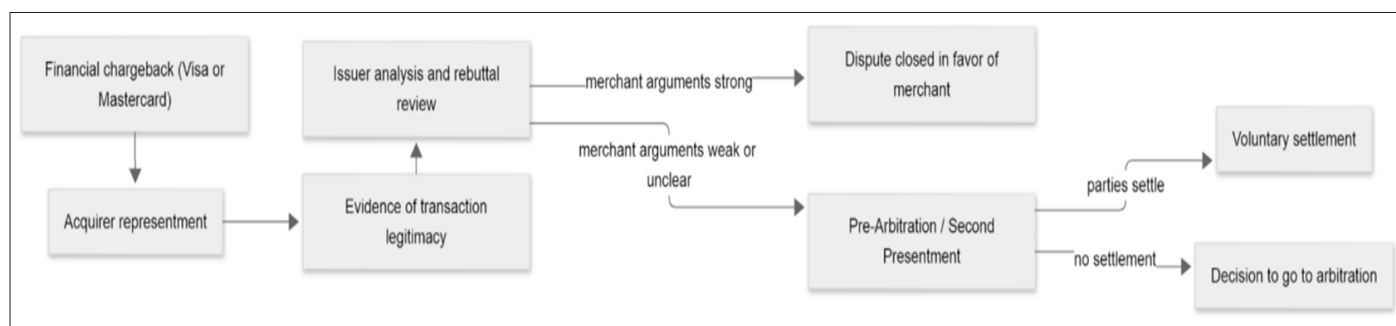 Financial chargeback (Visa or
Mastercard)
Acquirer representment
Evidence of transaction
legitimacy
Issuer analysis and rebuttal
review
merchant arguments strong
Dispute closed in favor of
merchant
merchant arguments weak or
unclear
Pre-Arbitration / Second
Presentment
parties settle
Voluntary settlement
no settlement
Decision to go to arbitration